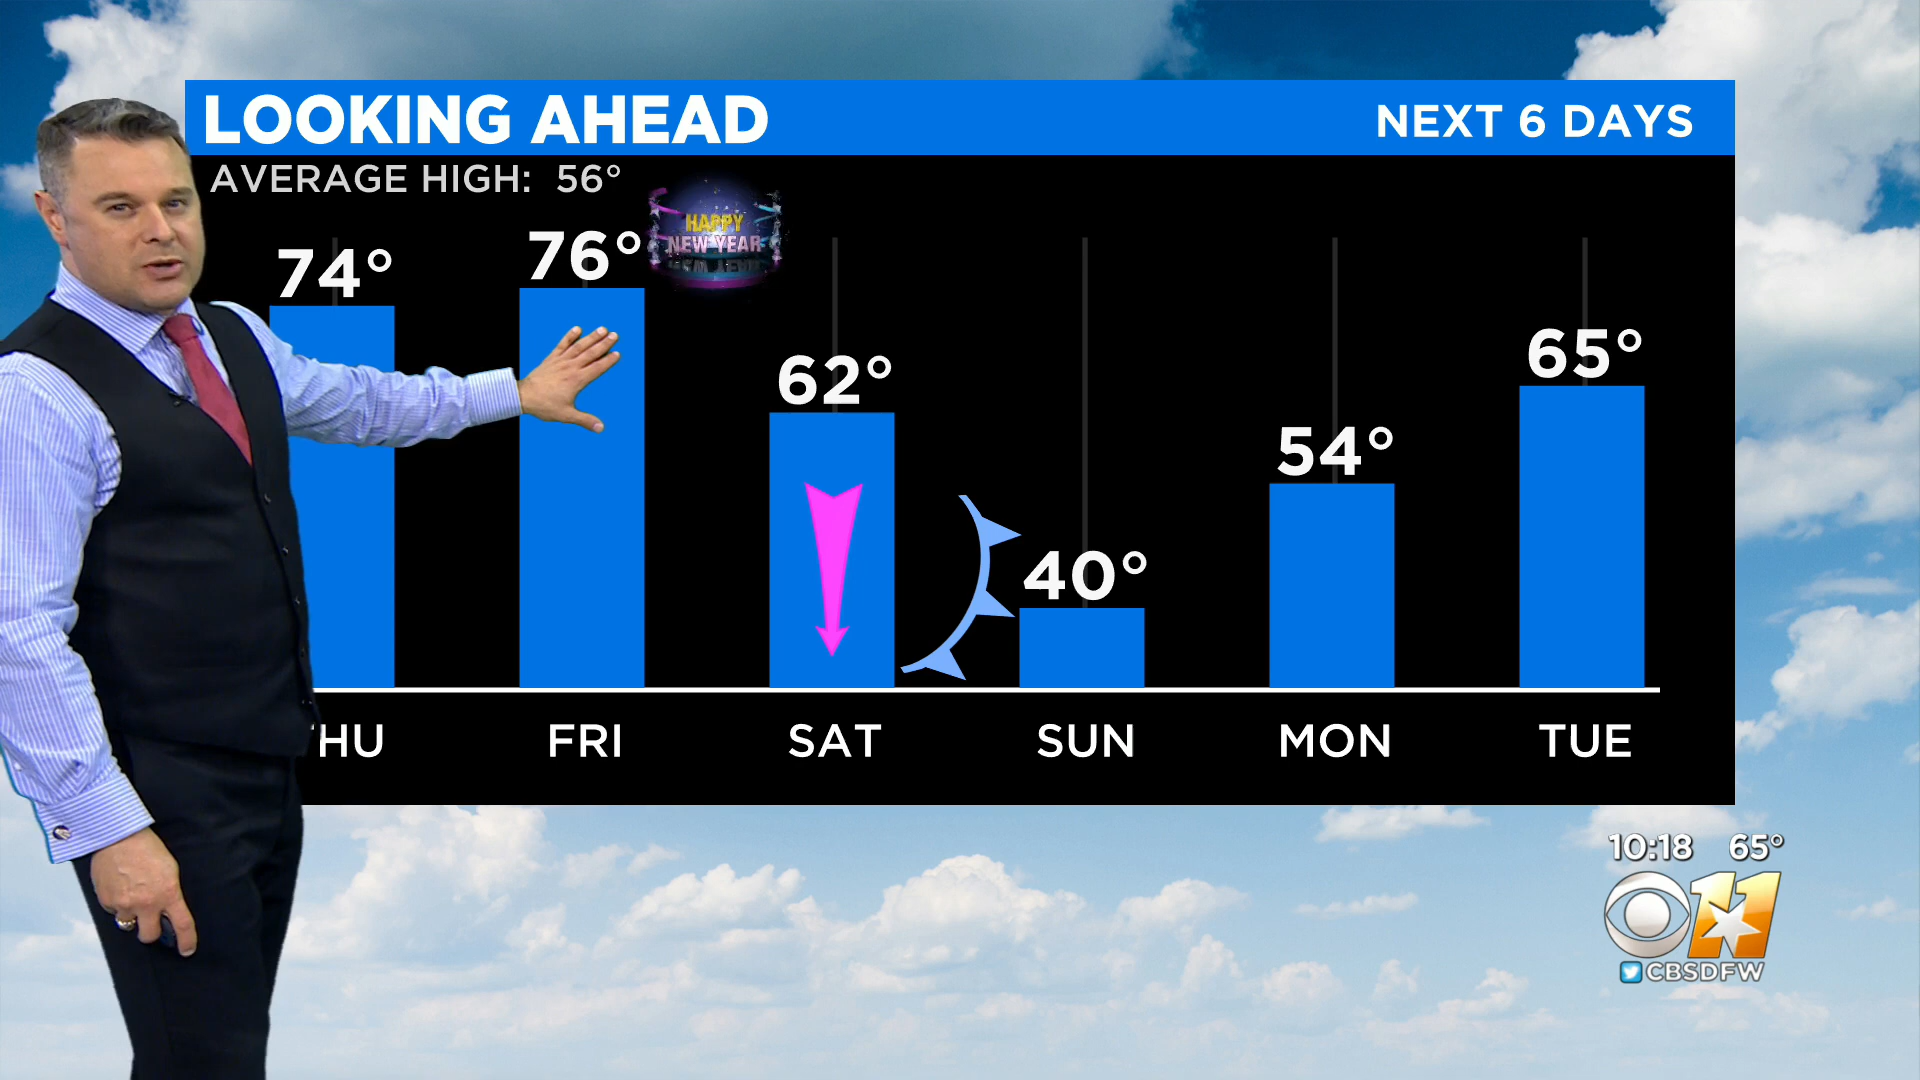 LOOKING AHEAD
NEXT 6 DAYS
AVERAGE HIGH: 56°
HAPPY
NEW YEAR
74°
76°
62°
40°
54°
65°
HU
FRI
SAT
SUN
MON
TUE
10:18 65°
11
CBSDFW